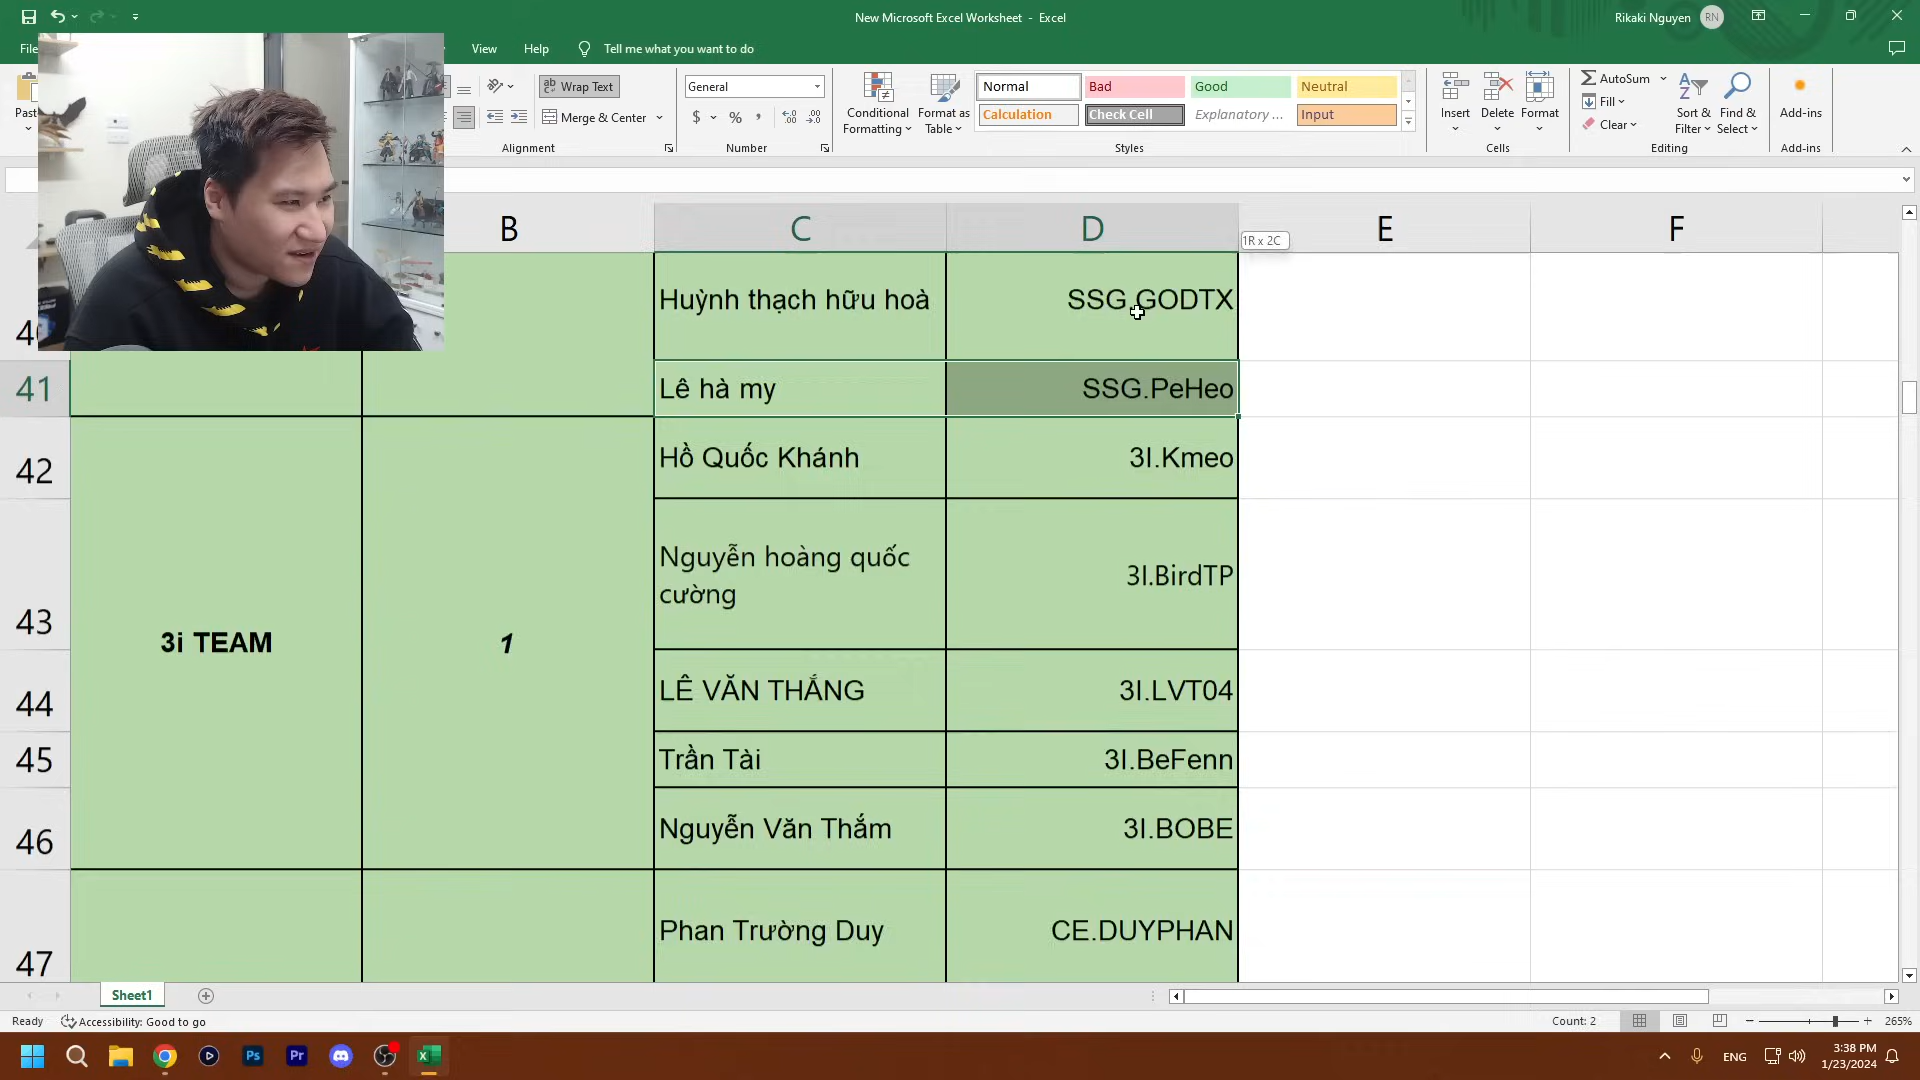 New Microsoft Excel Worksheet - Excel
Rikaki Nguyen
RN
View
Help
Tell me what you want to do
Wrap Text
Merge & Center
Alignment
General
$
%
Number
Conditional Formatting
Format as Table
Normal
Bad
Good
Neutral
Calculation
Check Cell
Explanatory ...
Input
Styles
Insert
Delete
Format
Cells
AutoSum
Fill
Clear
Sort & Filter
Find & Select
Editing
Add-ins
Add-ins
B
C
D
E
F
1R x 2C
Huỳnh thạch hữu hoà
SSG.GODTX
41
Lê hà my
SSG.PeHeo
42
Hồ Quốc Khánh
3I.Kmeo
43
Nguyễn hoàng quốc
cường
3I.BirdTP
3i TEAM
1
44
LÊ VĂN THẮNG
3I.LVT04
45
Trần Tài
3I.BeFenn
46
Nguyễn Văn Thắm
3I.BOBE
47
Phan Trường Duy
CE.DUYPHAN
Sheet1
Ready
Accessibility: Good to go
Count: 2
265%
Ps
Pr
ENG
3:38 PM
1/23/2024